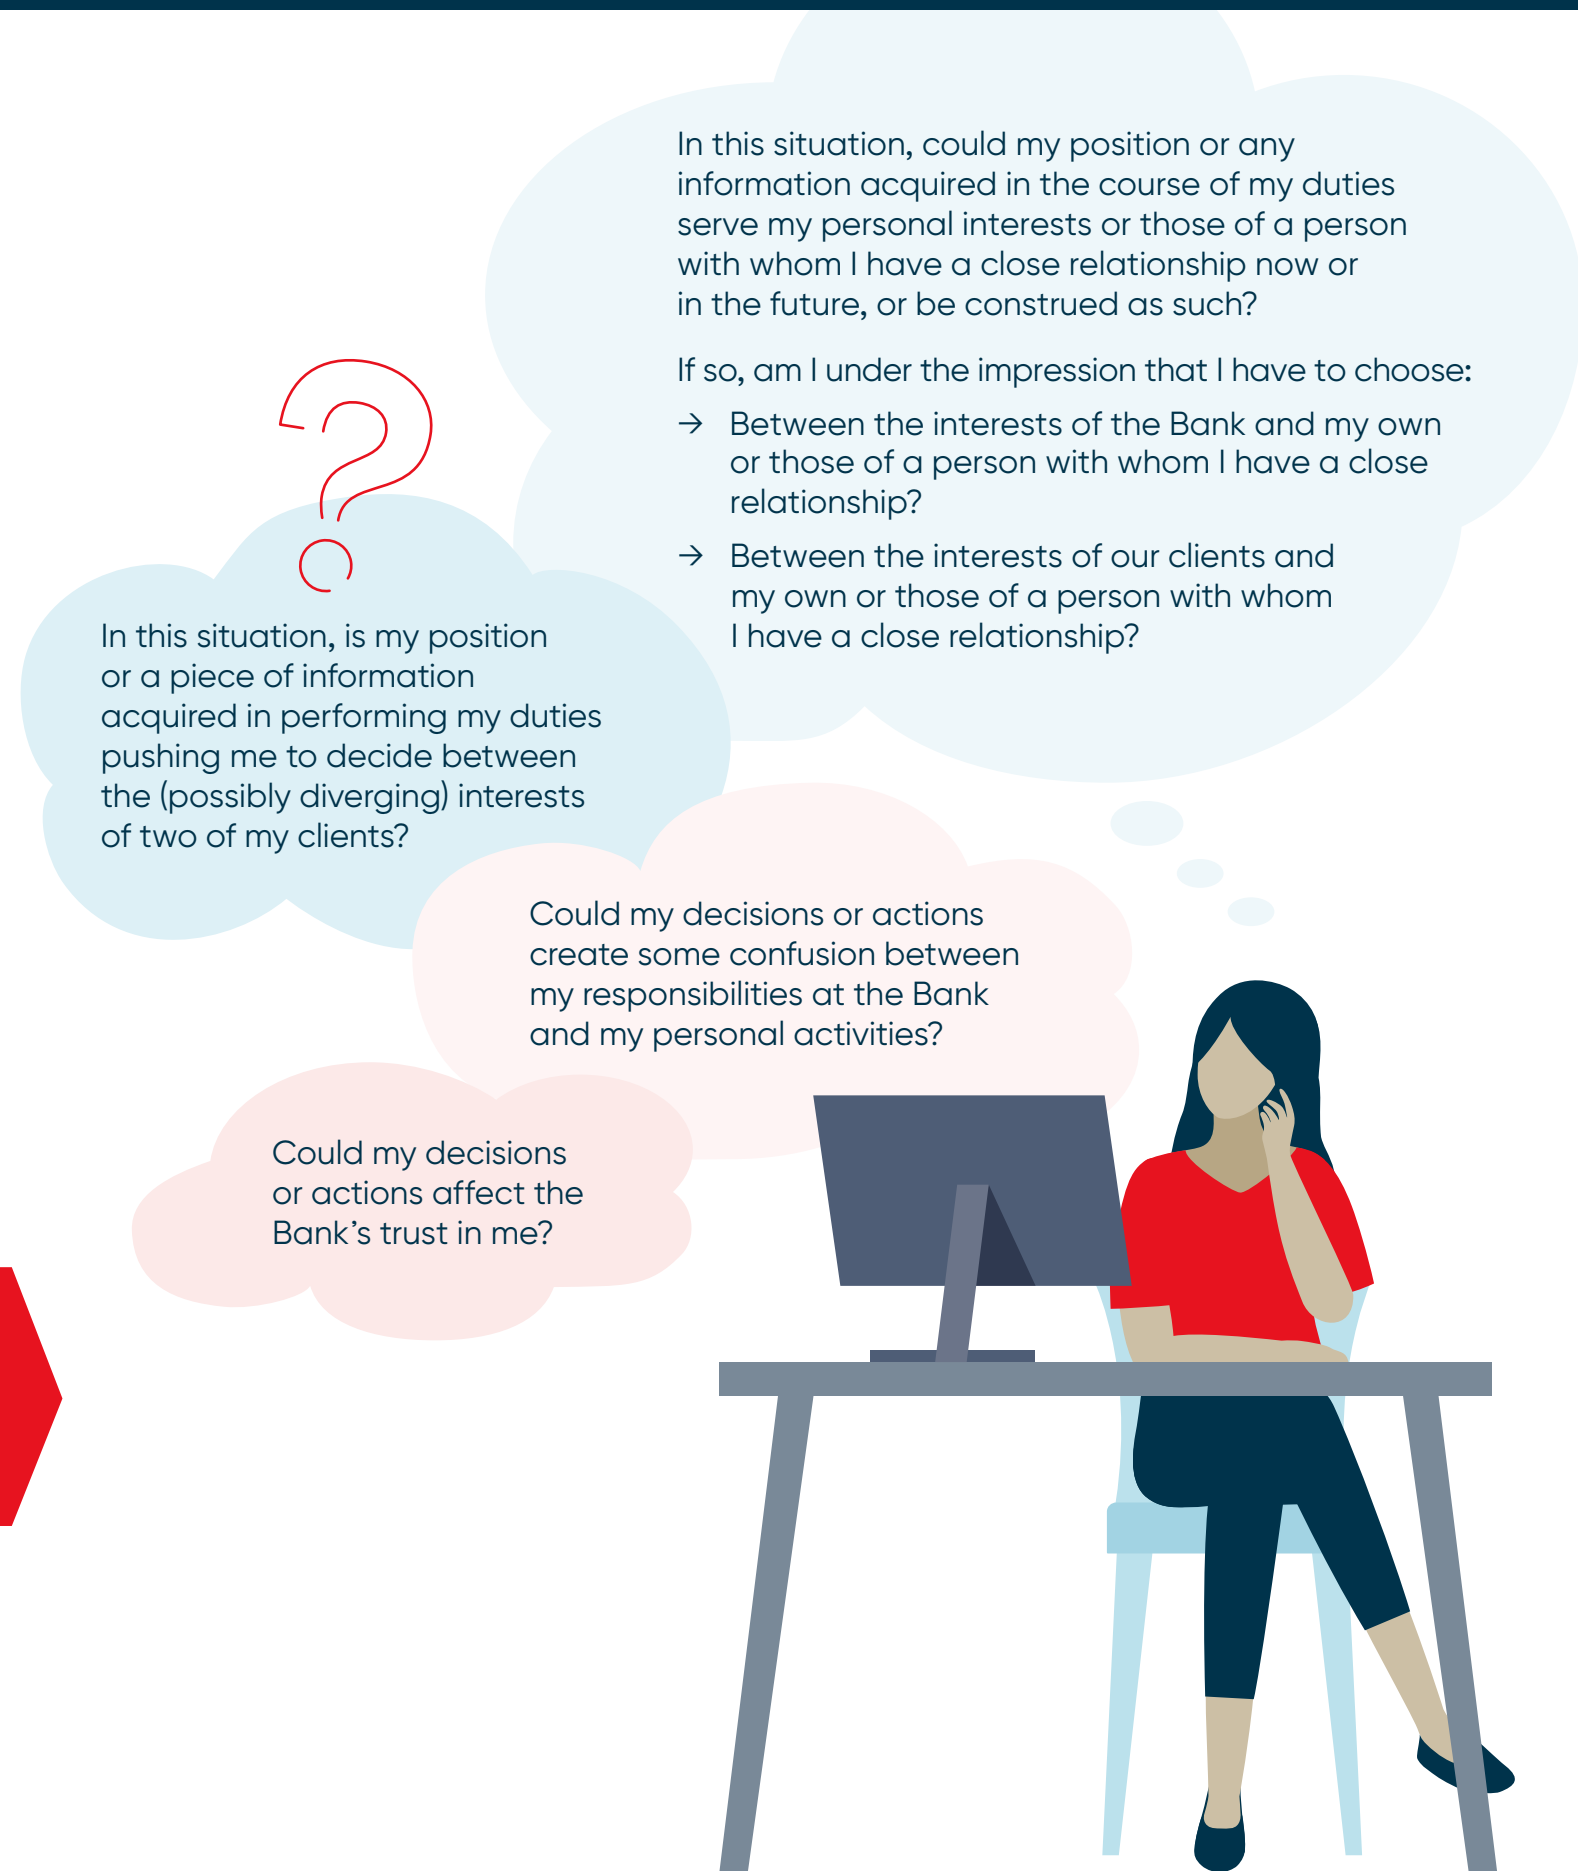 In this situation, could my position or any
information acquired in the course of my duties
serve my personal interests or those of a person
with whom I have a close relationship now or
in the future, or be construed as such?
If so, am I under the impression that I have to choose:
→ Between the interests of the Bank and my own
or those of a person with whom I have a close
relationship?
→ Between the interests of our clients and
my own or those of a person with whom
I have a close relationship?
?
In this situation, is my position
or a piece of information
acquired in performing my duties
pushing me to decide between
the (possibly diverging) interests
of two of my clients?
Could my decisions or actions
create some confusion between
my responsibilities at the Bank
and my personal activities?
Could my decisions
or actions affect the
Bank's trust in me?